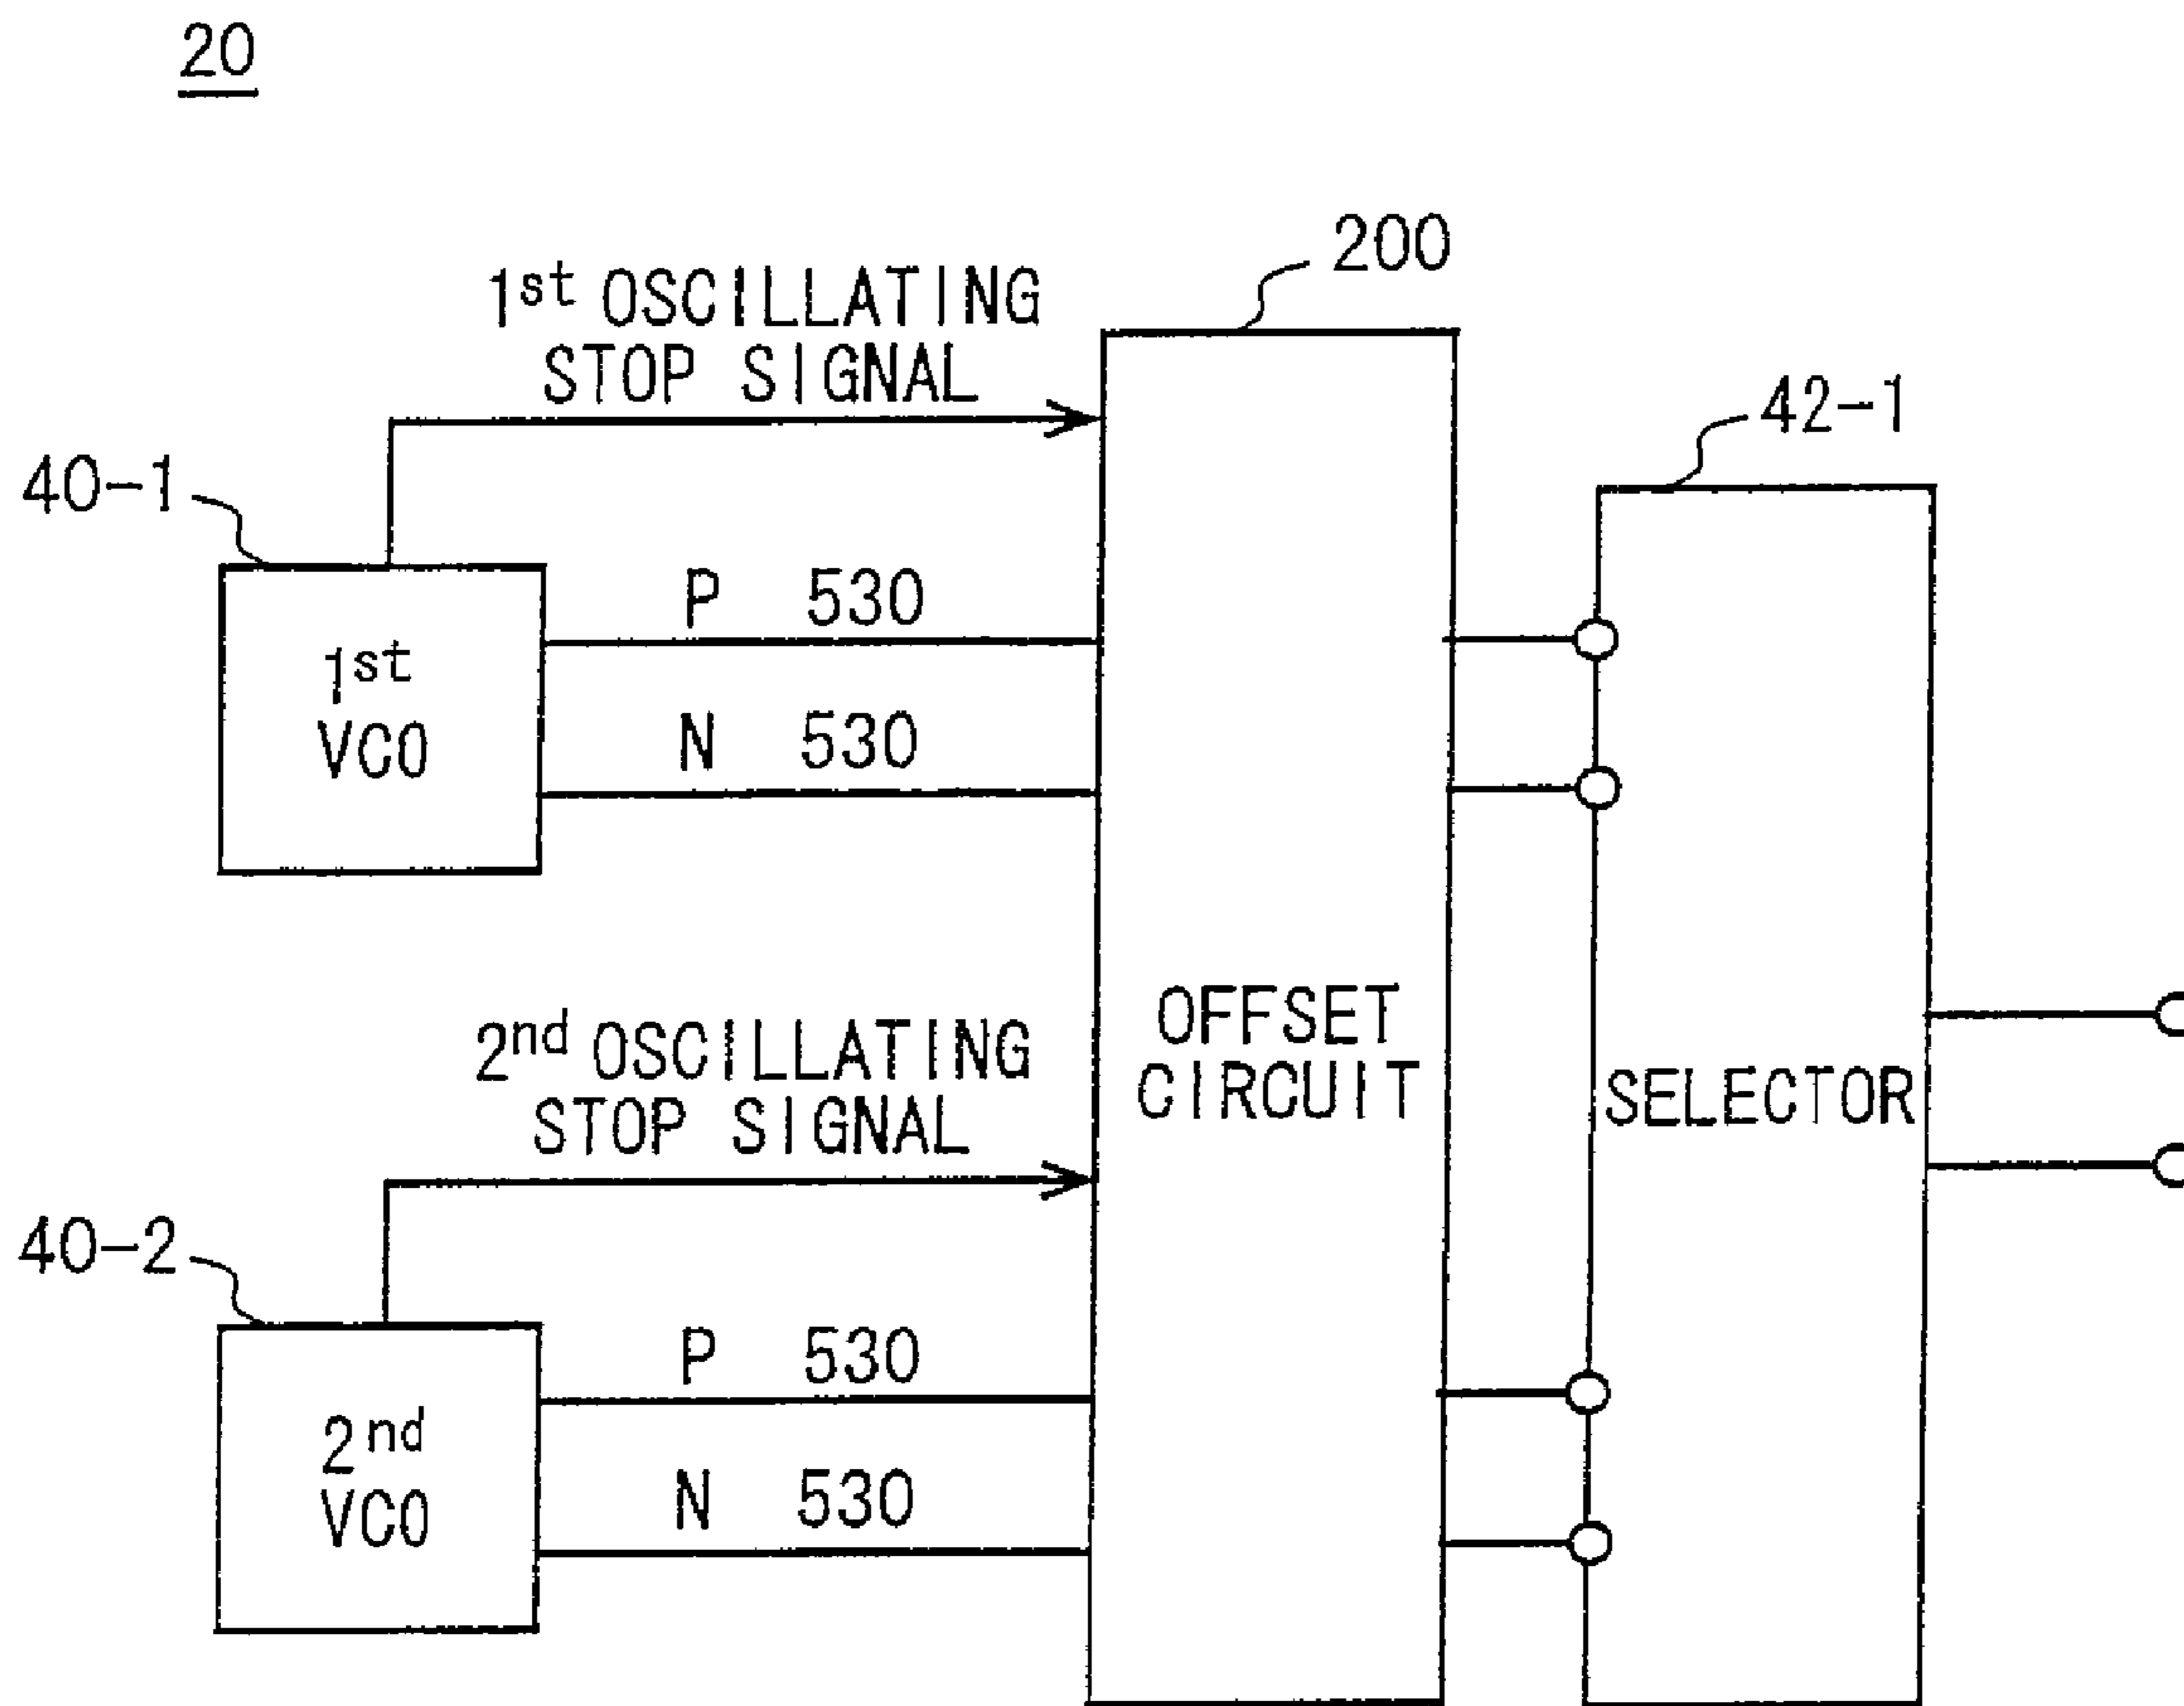 20
200
1st OSCILLATING
STOP SIGNAL
42-1
40-1
P 530
1st
VCO
N 530
OFFSET
CIRCUIT
2nd OSCILLATING
STOP SIGNAL
SELECTOR
40-2
P 530
2nd
VCO
N 530